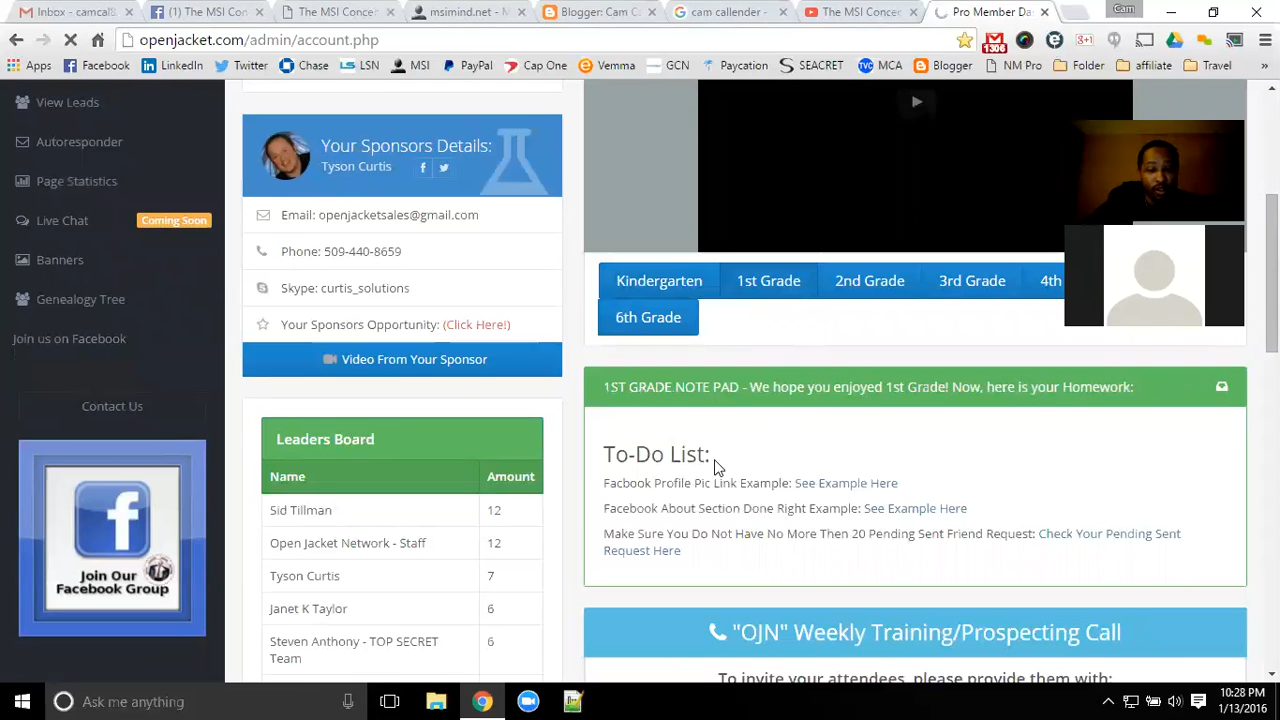 Inbox - camcal8
(1) The MSI Con
The MSI Concer
msimind.net - M
Blogger: Cam C
cam callender -
The MSI Conce
Pro Member Da
Cam
openjacket.com/admin/account.php
1306
Apps
Facebook
LinkedIn
Twitter
Chase
LSN
MSI
PayPal
Cap One
Vemma
GCN
Paycation
SEACRET
TVC
MCA
Blogger
NM Pro
Folder
affiliate
Travel
View Leads
Autoresponder
Page Statistics
Live Chat
Coming Soon
Banners
Genealogy Tree
Join us on Facebook
Contact Us
Join Our
Facebook Group
Your Sponsors Details:
Tyson Curtis
Email: openjacketsales@gmail.com
Phone: 509-440-8659
Skype: curtis_solutions
Your Sponsors Opportunity: (Click Here!)
Video From Your Sponsor
Leaders Board
Name Amount
Sid Tillman 12
Open Jacket Network - Staff 12
Tyson Curtis 7
Janet K Taylor 6
Steven Anthony - TOP SECRET 6
Team
Kindergarten 1st Grade 2nd Grade 3rd Grade 4th
6th Grade
1ST GRADE NOTE PAD - We hope you enjoyed 1st Grade! Now, here is your Homework:
To-Do List:
Facbook Profile Pic Link Example: See Example Here
Facebook About Section Done Right Example: See Example Here
Make Sure You Do Not Have No More Then 20 Pending Sent Friend Request: Check Your Pending Sent
Request Here
"OJN" Weekly Training/Prospecting Call
To invite your attendees, please provide them with:
Ask me anything
10:28 PM
1/13/2016